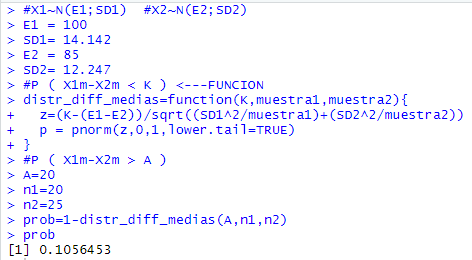 > #X1~N(E1;SD1)  #X2~N(E2;SD2)
> E1 = 100
> SD1= 14.142
> E2 = 85
> SD2= 12.247
> #P ( X1m-X2m < K ) <---FUNCION
> distr_diff_medias=function(K,muestra1,muestra2){
+   z=(K-(E1-E2))/sqrt((SD1^2/muestra1)+(SD2^2/muestra2))
+   p = pnorm(z,0,1,lower.tail=TRUE)
+ }
> #P ( X1m-X2m > A )
> A=20
> n1=20
> n2=25
> prob=1-distr_diff_medias(A,n1,n2)
> prob
[1] 0.1056453